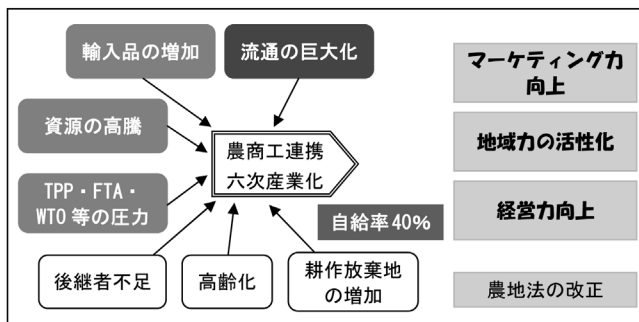 輸入品の増加
流通の巨大化
資源の高騰
TPP・FTA・
WTO等の圧力
農商工連携
六次産業化
自給率40%
後継者不足
高齢化
耕作放棄地
の増加
マーケティング力
向上
地域力の活性化
経営力向上
農地法の改正